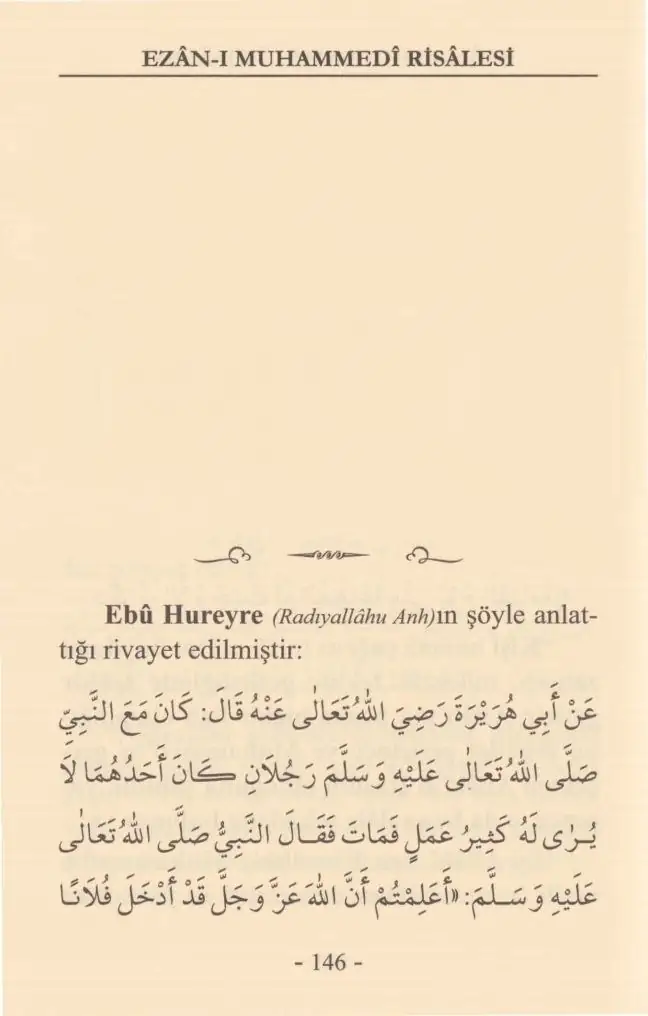 EZÂN-I MUHAMMEDÎ RİSÂLESİ
Ebû Hureyre (Radıyallâhu Anh)ın şöyle anlat-
tığı rivayet edilmiştir:
عَنْ أَبِي هُرَيْرَةَ رَضِيَ اللّٰهُ تَعَالٰى عَنْهُ قَالَ: كَانَ مَعَ النَّبِيِّ
صَلَّى اللّٰهُ تَعَالٰى عَلَيْهِ وَسَلَّمَ رَجُلَانِ كَانَ أَحَدُهُمَا لَا
يُرٰى لَهُ كَثِيرُ عَمَلٍ فَمَاتَ فَقَالَ النَّبِيُّ صَلَّى اللّٰهُ تَعَالٰى
عَلَيْهِ وَسَلَّمَ: «أَعَلِمْتُمْ أَنَّ اللّٰهَ عَزَّ وَجَلَّ قَدْ أَدْخَلَ فُلَانًا
- 146 -